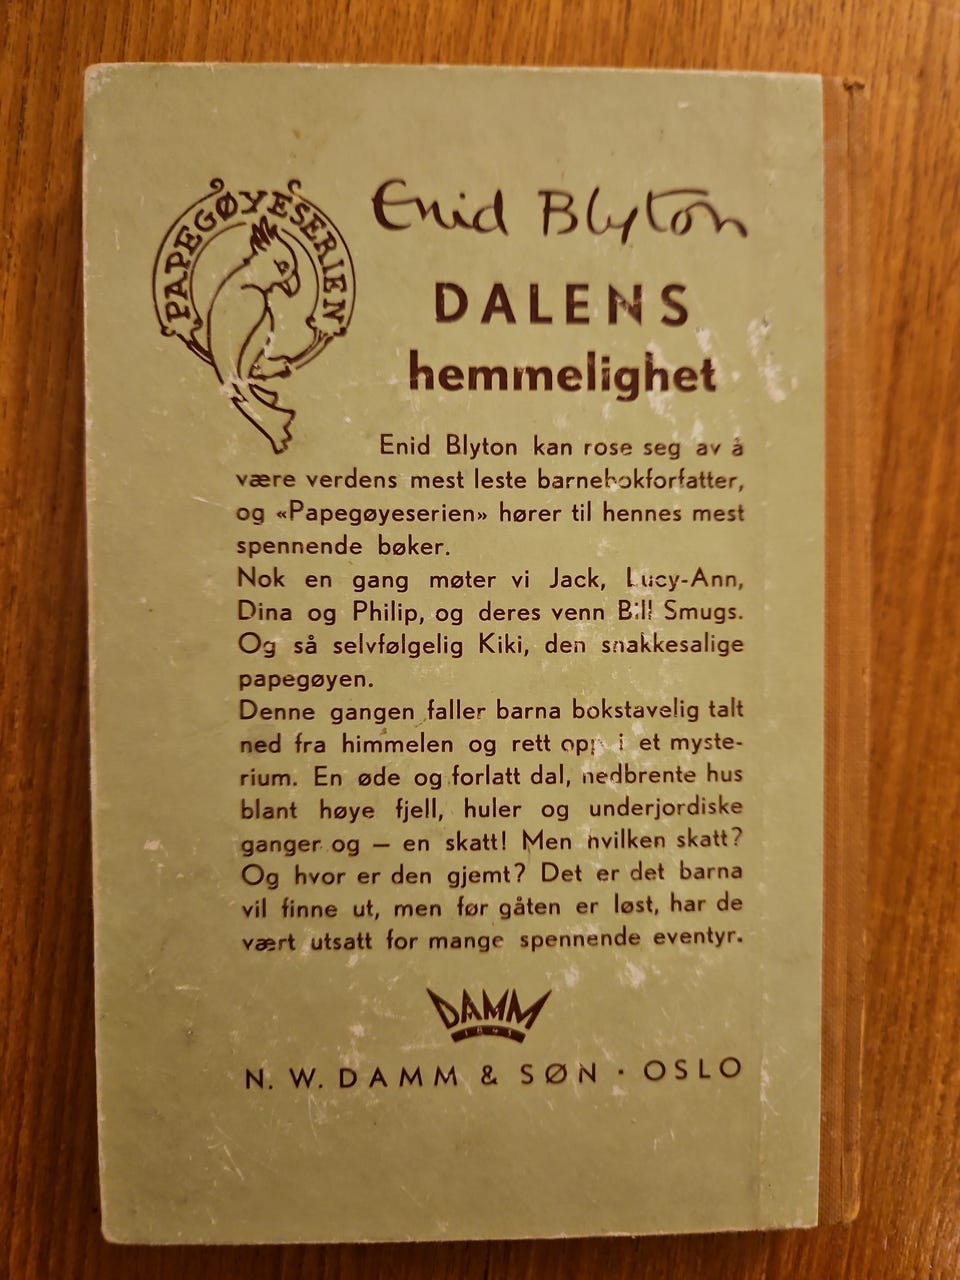 PAPEGØYESERIEN
Enid Blyton
DALENS
hemmelighet
Enid Blyton kan rose seg av å
være verdens mest leste barnebokforfatter,
og «Papegøyeserien» hører til hennes mest
spennende bøker.
Nok en gang møter vi Jack, Lucy-Ann,
Dina og Philip, og deres venn Bill Smugs.
Og så selvfølgelig Kiki, den snakkesalige
papegøyen.
Denne gangen faller barna bokstavelig talt
ned fra himmelen og rett opp i et myste-
rium. En øde og forlatt dal, nedbrente hus
blant høye fjell, huler og underjordiske
ganger og — en skatt! Men hvilken skatt?
Og hvor er den gjemt? Det er det barna
vil finne ut, men før gåten er løst, har de
vært utsatt for mange spennende eventyr.
DAMM
1843
N. W. DAMM & SØN · OSLO